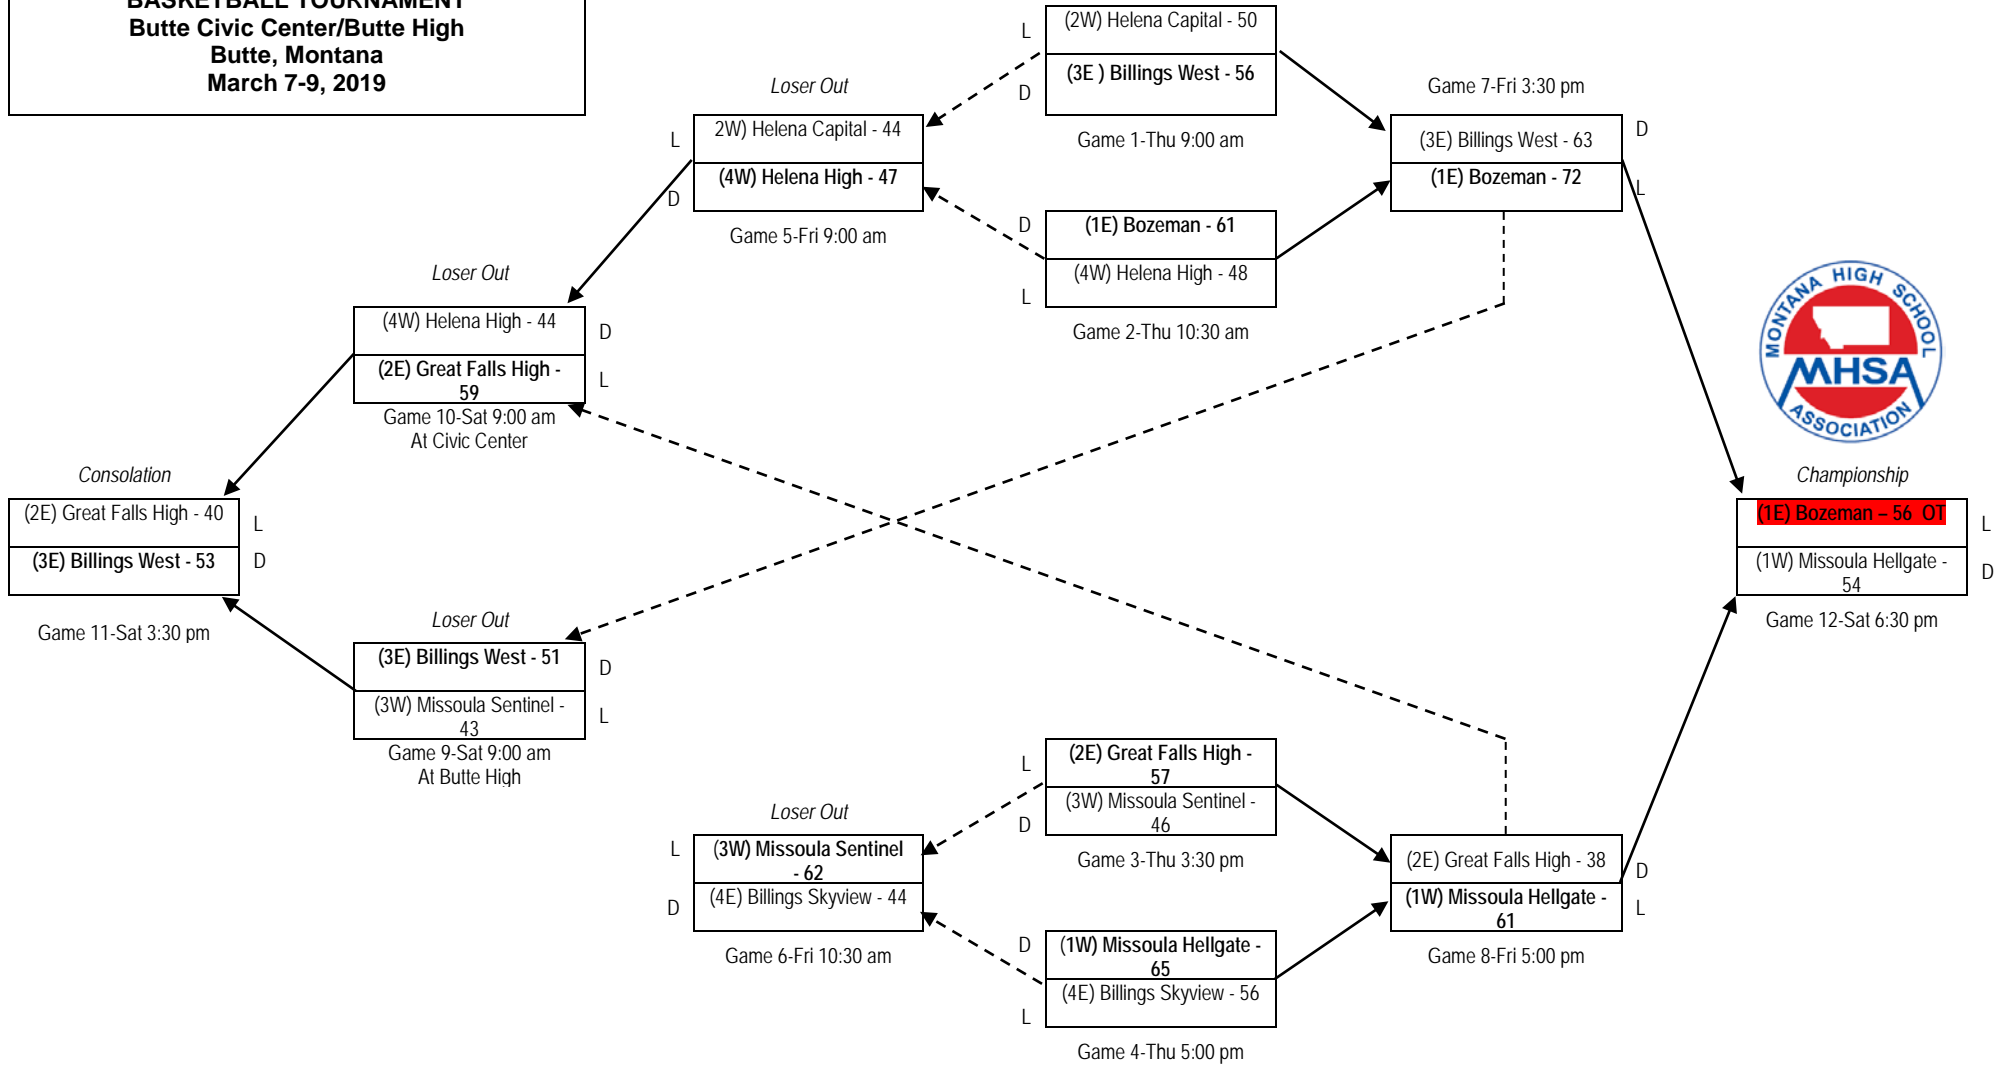 BASKETBALL TOURNAMENT
Butte Civic Center/Butte High
Butte, Montana
March 7-9, 2019
L
(2W) Helena Capital - 50
(3E ) Billings West - 56
D
Game 1-Thu 9:00 am
Loser Out
L
2W) Helena Capital - 44
(4W) Helena High - 47
D
Game 5-Fri 9:00 am
D
(1E) Bozeman - 61
(4W) Helena High - 48
L
Game 2-Thu 10:30 am
Game 7-Fri 3:30 pm
(3E) Billings West - 63
D
(1E) Bozeman - 72
L
Loser Out
(4W) Helena High - 44
D
(2E) Great Falls High -
59
L
Game 10-Sat 9:00 am
At Civic Center
MONTANA HIGH SCHOOL
MHSA
ASSOCIATION
Consolation
(2E) Great Falls High - 40
L
(3E) Billings West - 53
D
Game 11-Sat 3:30 pm
Championship
(1E) Bozeman – 56 OT
L
(1W) Missoula Hellgate -
54
D
Game 12-Sat 6:30 pm
Loser Out
(3E) Billings West - 51
D
(3W) Missoula Sentinel -
43
L
Game 9-Sat 9:00 am
At Butte High
L
(2E) Great Falls High -
57
(3W) Missoula Sentinel -
46
D
Game 3-Thu 3:30 pm
Loser Out
L
(3W) Missoula Sentinel
- 62
(4E) Billings Skyview - 44
D
Game 6-Fri 10:30 am
D
(1W) Missoula Hellgate -
65
(4E) Billings Skyview - 56
L
Game 4-Thu 5:00 pm
(2E) Great Falls High - 38
D
(1W) Missoula Hellgate -
61
L
Game 8-Fri 5:00 pm